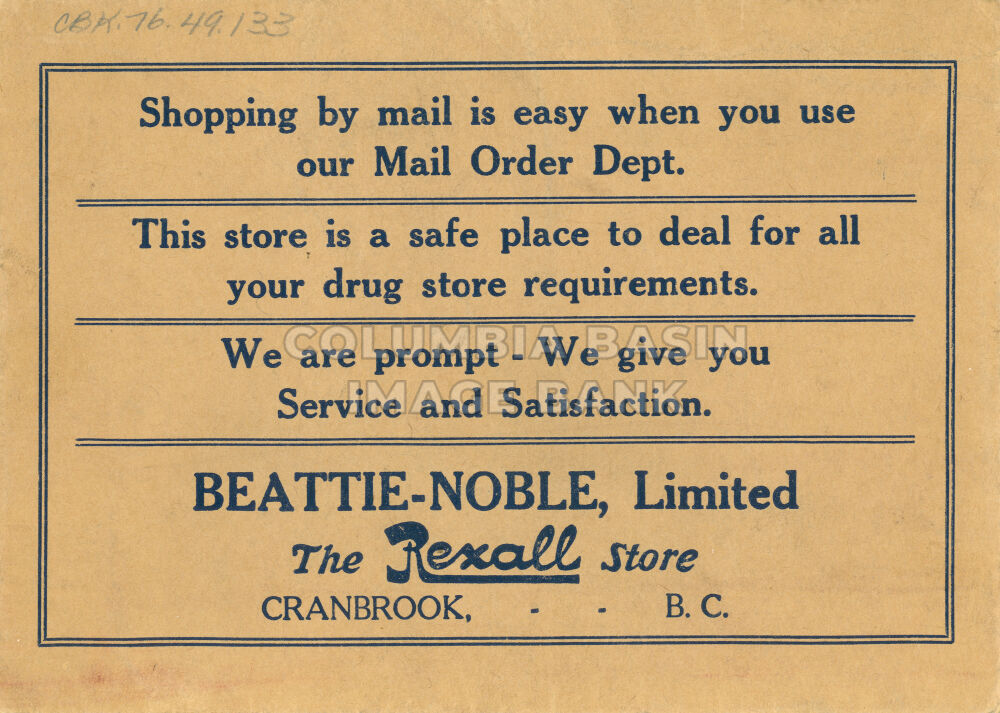 CBK.76.49.133
Shopping by mail is easy when you use
our Mail Order Dept.
This store is a safe place to deal for all
your drug store requirements.
COLUMBIA BASIN
We are prompt - We give you
IMAGE BANK
Service and Satisfaction.
BEATTIE-NOBLE, Limited
The Rexall Store
CRANBROOK, - - B. C.